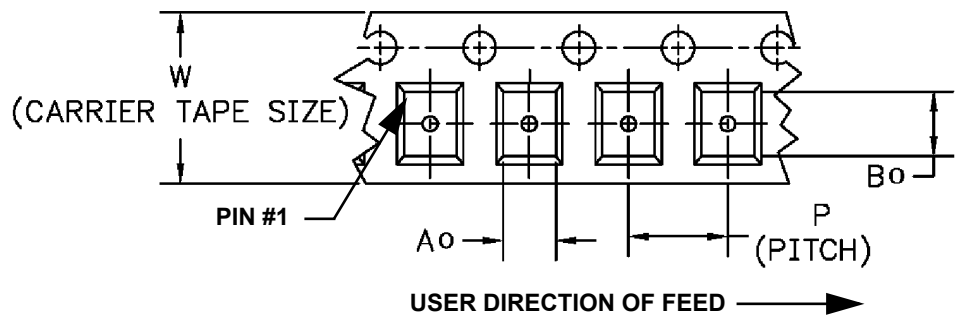 W
(CARRIER TAPE SIZE)
PIN #1
Ao
Bo
P
(PITCH)
USER DIRECTION OF FEED